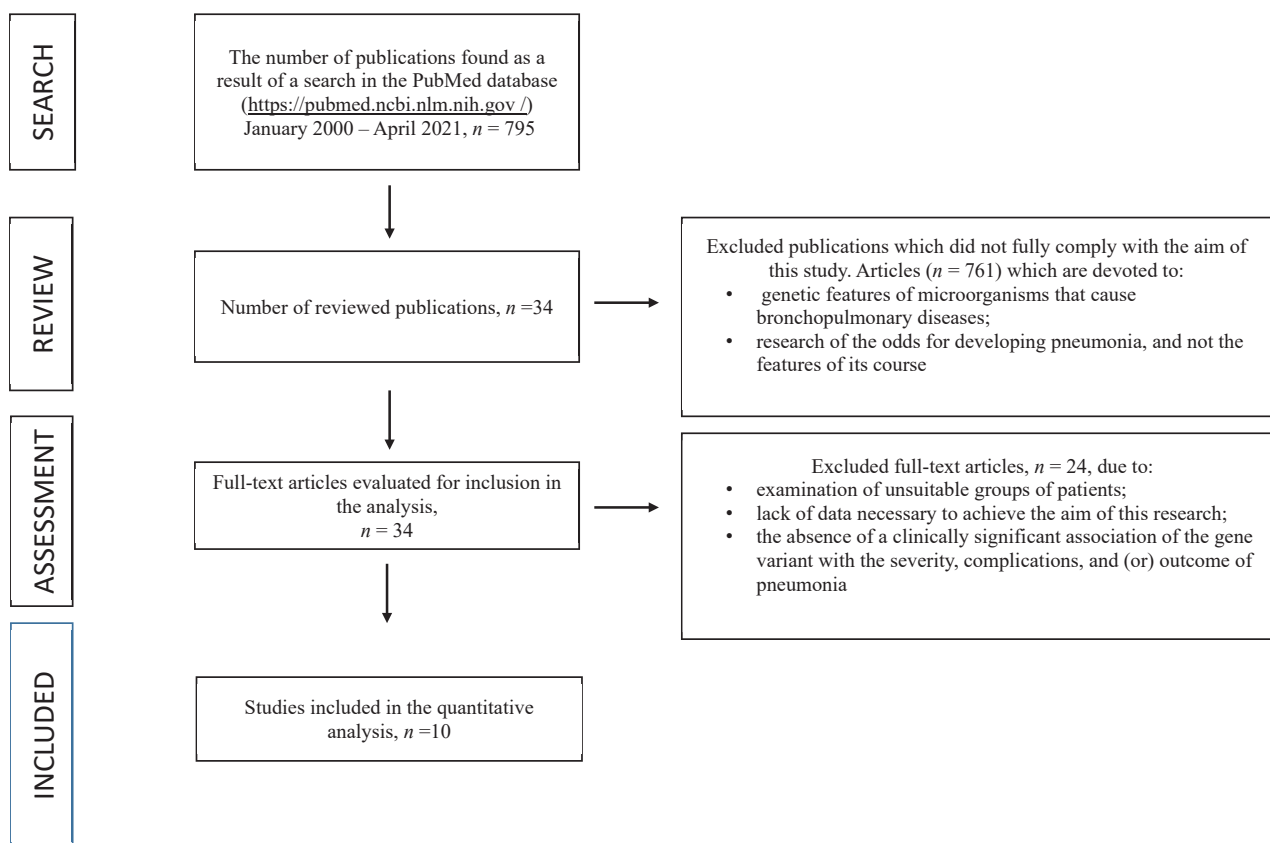 SEARCH
The number of publications found as a
result of a search in the PubMed database
(https://pubmed.ncbi.nlm.nih.gov /)
January 2000 – April 2021, n = 795
REVIEW
Number of reviewed publications, n =34
Excluded publications which did not fully comply with the aim of
this study. Articles (n = 761) which are devoted to:
• genetic features of microorganisms that cause
bronchopulmonary diseases;
• research of the odds for developing pneumonia, and not the
features of its course
ASSESSMENT
Full-text articles evaluated for inclusion in
the analysis,
n = 34
Excluded full-text articles, n = 24, due to:
• examination of unsuitable groups of patients;
• lack of data necessary to achieve the aim of this research;
• the absence of a clinically significant association of the gene
variant with the severity, complications, and (or) outcome of
pneumonia
INCLUDED
Studies included in the quantitative
analysis, n =10